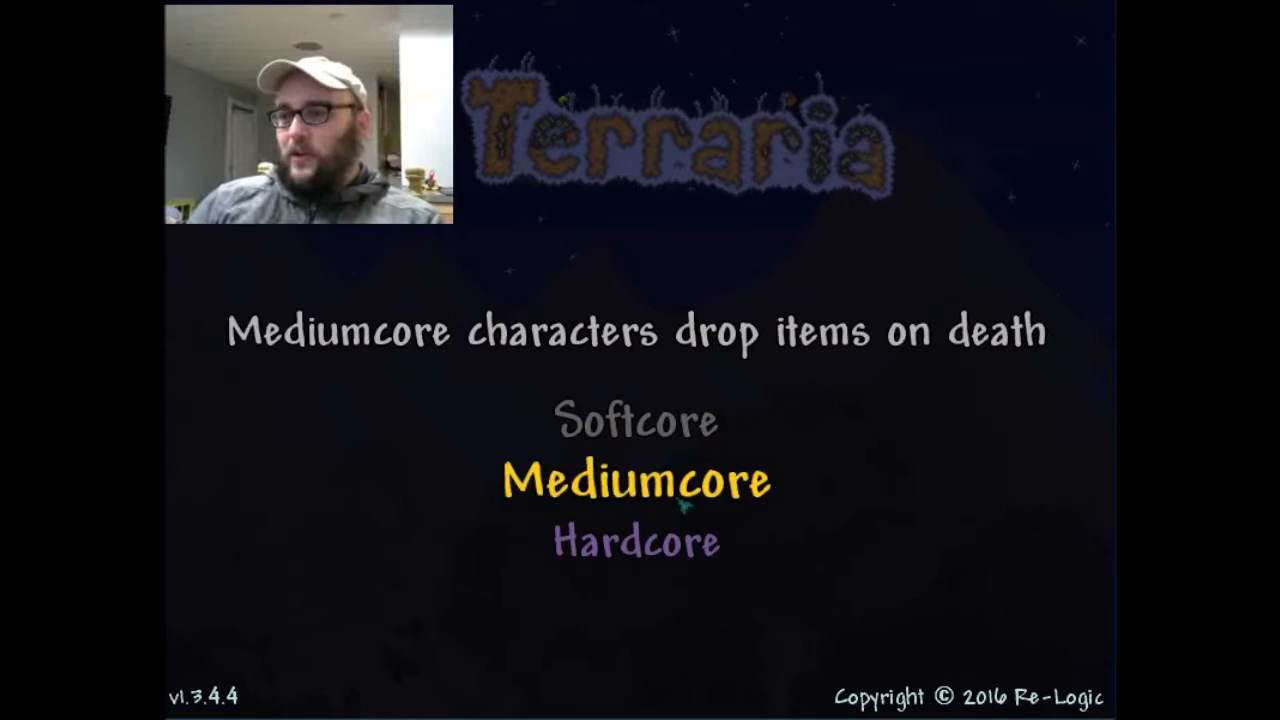 Terraria
Mediumcore characters drop items on death
Softcore
Mediumcore
Hardcore
v1.3.4.4
Copyright © 2016 Re-Logic